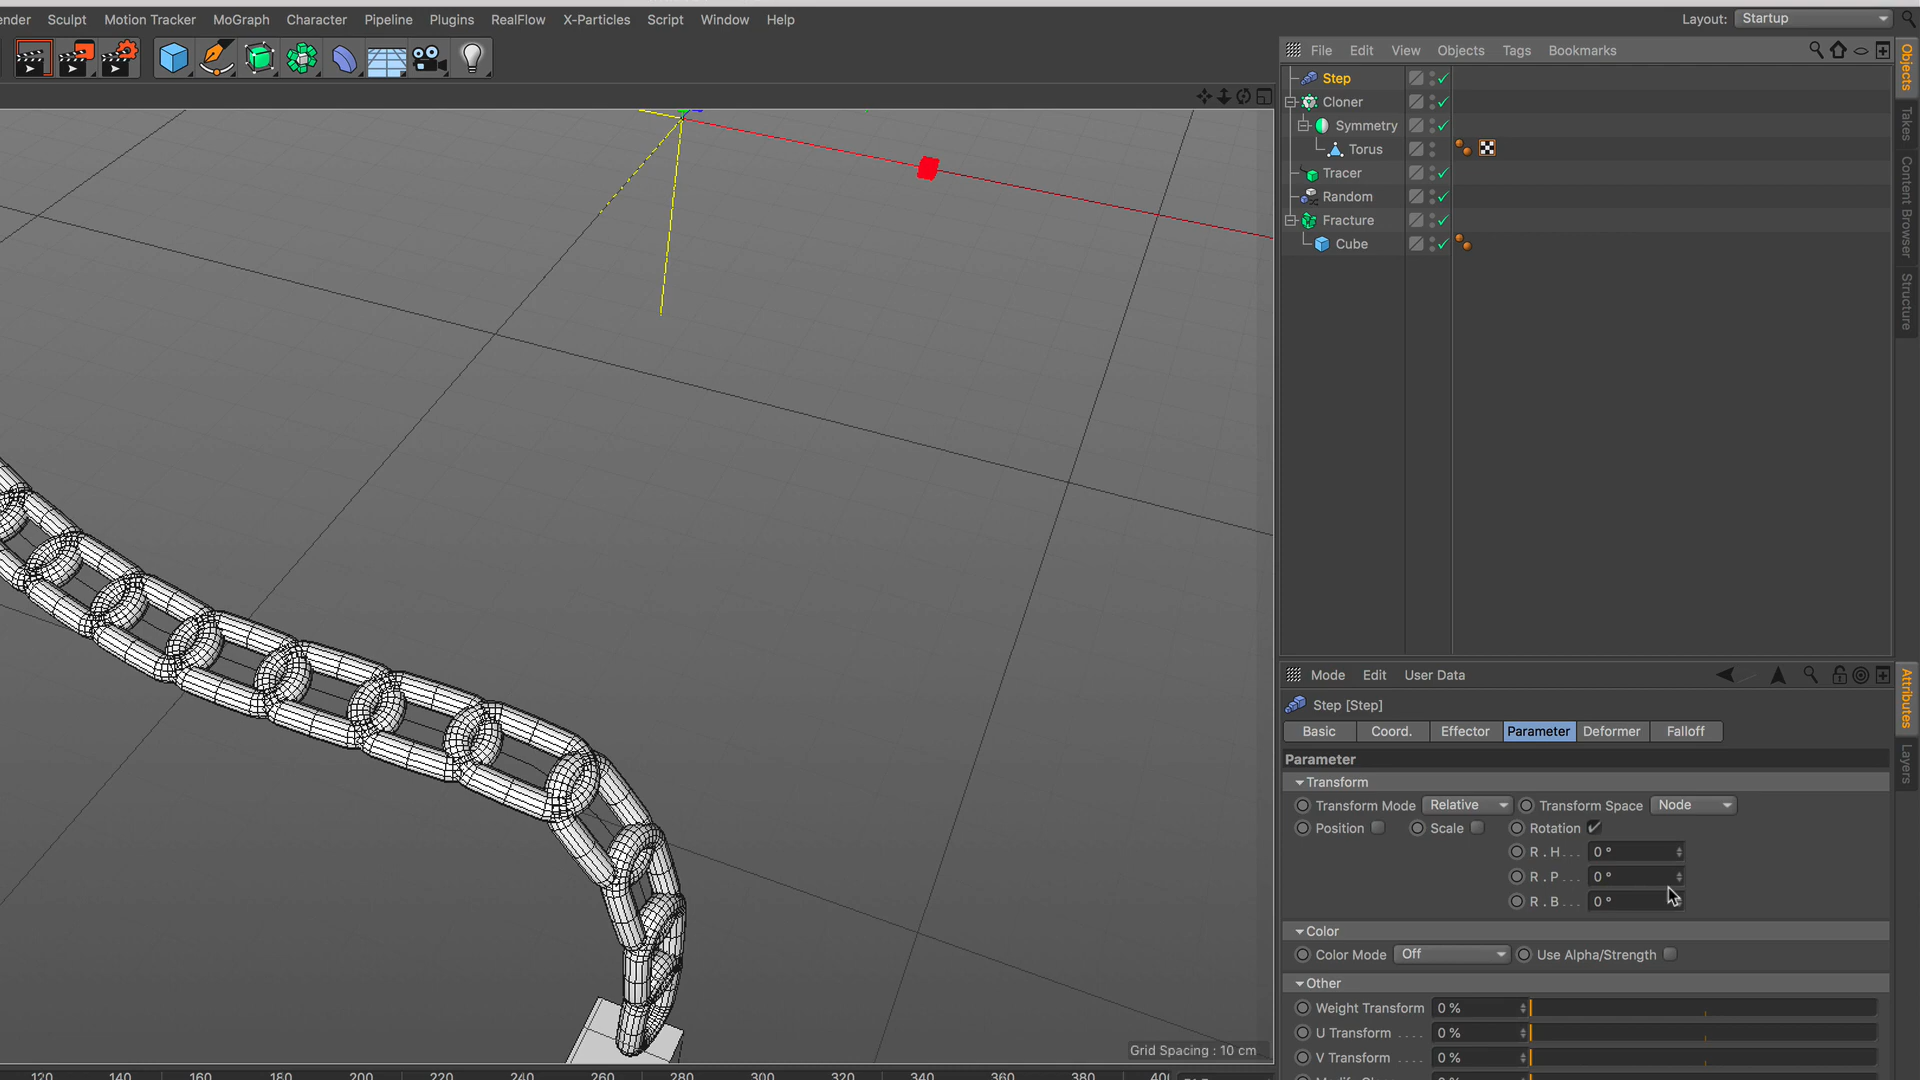 ender Sculpt Motion Tracker MoGraph Character Pipeline Plugins RealFlow X-Particles Script Window Help Layout: Startup
File Edit View Objects Tags Bookmarks
Step
Cloner
Symmetry
Torus
Tracer
Random
Fracture
Cube
Objects
Takes
Content Browser
Structure
Mode Edit User Data
Step [Step]
Basic Coord. Effector Parameter Deformer Falloff
Parameter
Transform
Transform Mode Relative Transform Space Node
Position Scale Rotation
R . H . . . 0 °
R . P . . . 0 °
R . B . . . 0 °
Color
Color Mode Off Use Alpha/Strength
Other
Weight Transform 0 %
U Transform . . . . 0 %
V Transform . . . . 0 %
Attributes
Layers
Grid Spacing : 10 cm
120 140 160 180 200 220 240 260 280 300 320 340 360 380